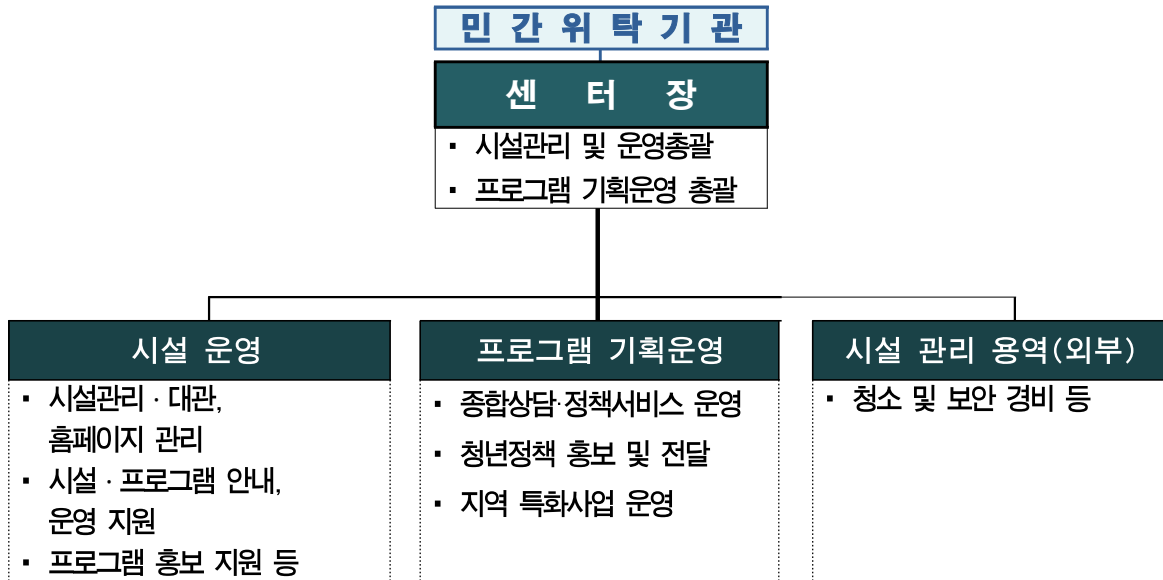 민 간 위 탁 기 관
센 터 장
▪ 시설관리 및 운영총괄
▪ 프로그램 기획운영 총괄
시설 운영
▪ 시설관리 · 대관,
홈페이지 관리
▪ 시설 · 프로그램 안내,
운영 지원
▪ 프로그램 홍보 지원 등
프로그램 기획운영
▪ 종합상담·정책서비스 운영
▪ 청년정책 홍보 및 전달
▪ 지역 특화사업 운영
시설 관리 용역(외부)
▪ 청소 및 보안 경비 등